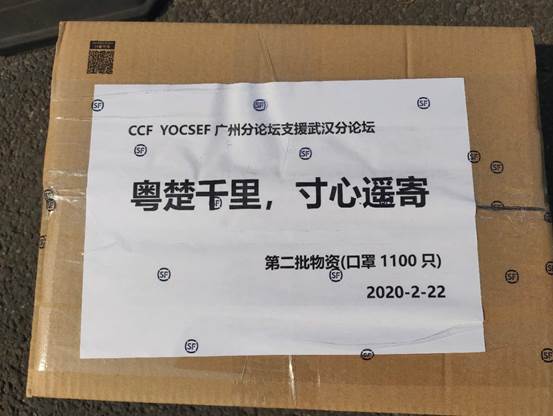 CCF YOCSEF 广州分论坛支援武汉分论坛
粤楚千里，寸心遥寄
第二批物资(口罩 1100 只)
2020-2-22
SF